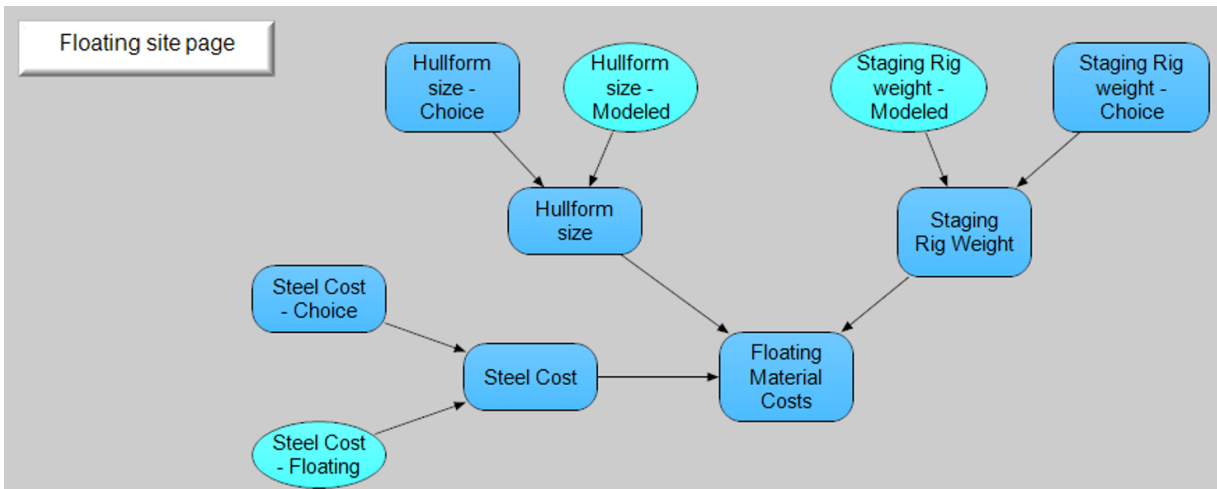 Floating site page
Hullform
size -
Choice
Hullform
size -
Modeled
Staging Rig
weight -
Modeled
Staging Rig
weight -
Choice
Hullform
size
Staging
Rig Weight
Steel Cost
- Choice
Steel Cost
Floating
Material
Costs
Steel Cost
- Floating